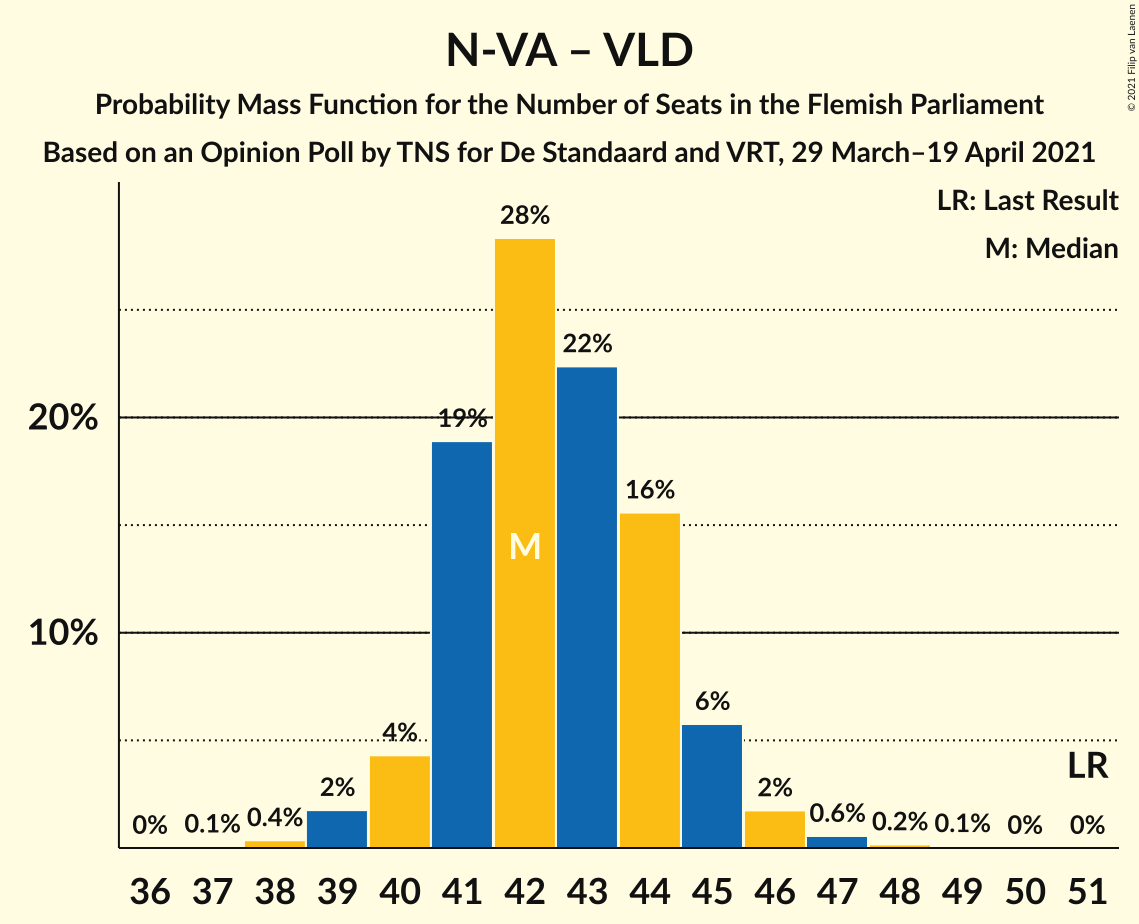 N-VA – VLD
Probability Mass Function for the Number of Seats in the Flemish Parliament
Based on an Opinion Poll by TNS for De Standaard and VRT, 29 March–19 April 2021
© 2021 Filip van Laenen
LR: Last Result
M: Median
28%
22%
20%
19%
16%
M
10%
6%
4%
LR
2%
2%
0%
0.1%
0.4%
0.6%
0.2%
0.1%
0%
0%
36 37 38 39 40 41 42 43 44 45 46 47 48 49 50 51